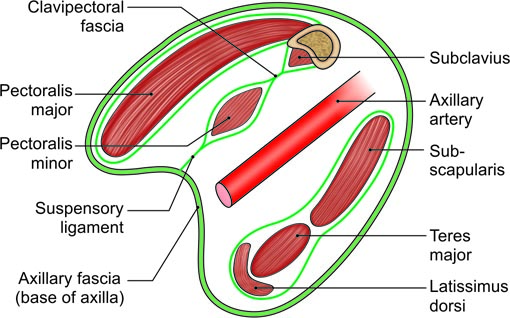 Clavipectoral
fascia
Pectoralis
major
Pectoralis
minor
Suspensory
ligament
Axillary fascia
(base of axilla)
Subclavius
Axillary
artery
Sub-
scapularis
Teres
major
Latissimus
dorsi